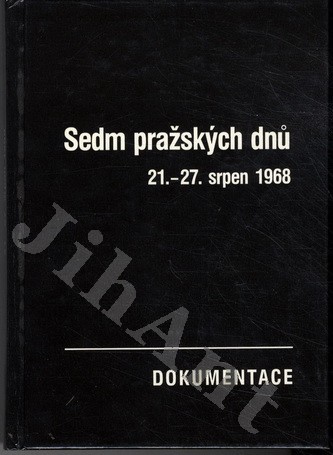 Sedm pražských dnů
21.–27. srpen 1968
JihAnt
DOKUMENTACE